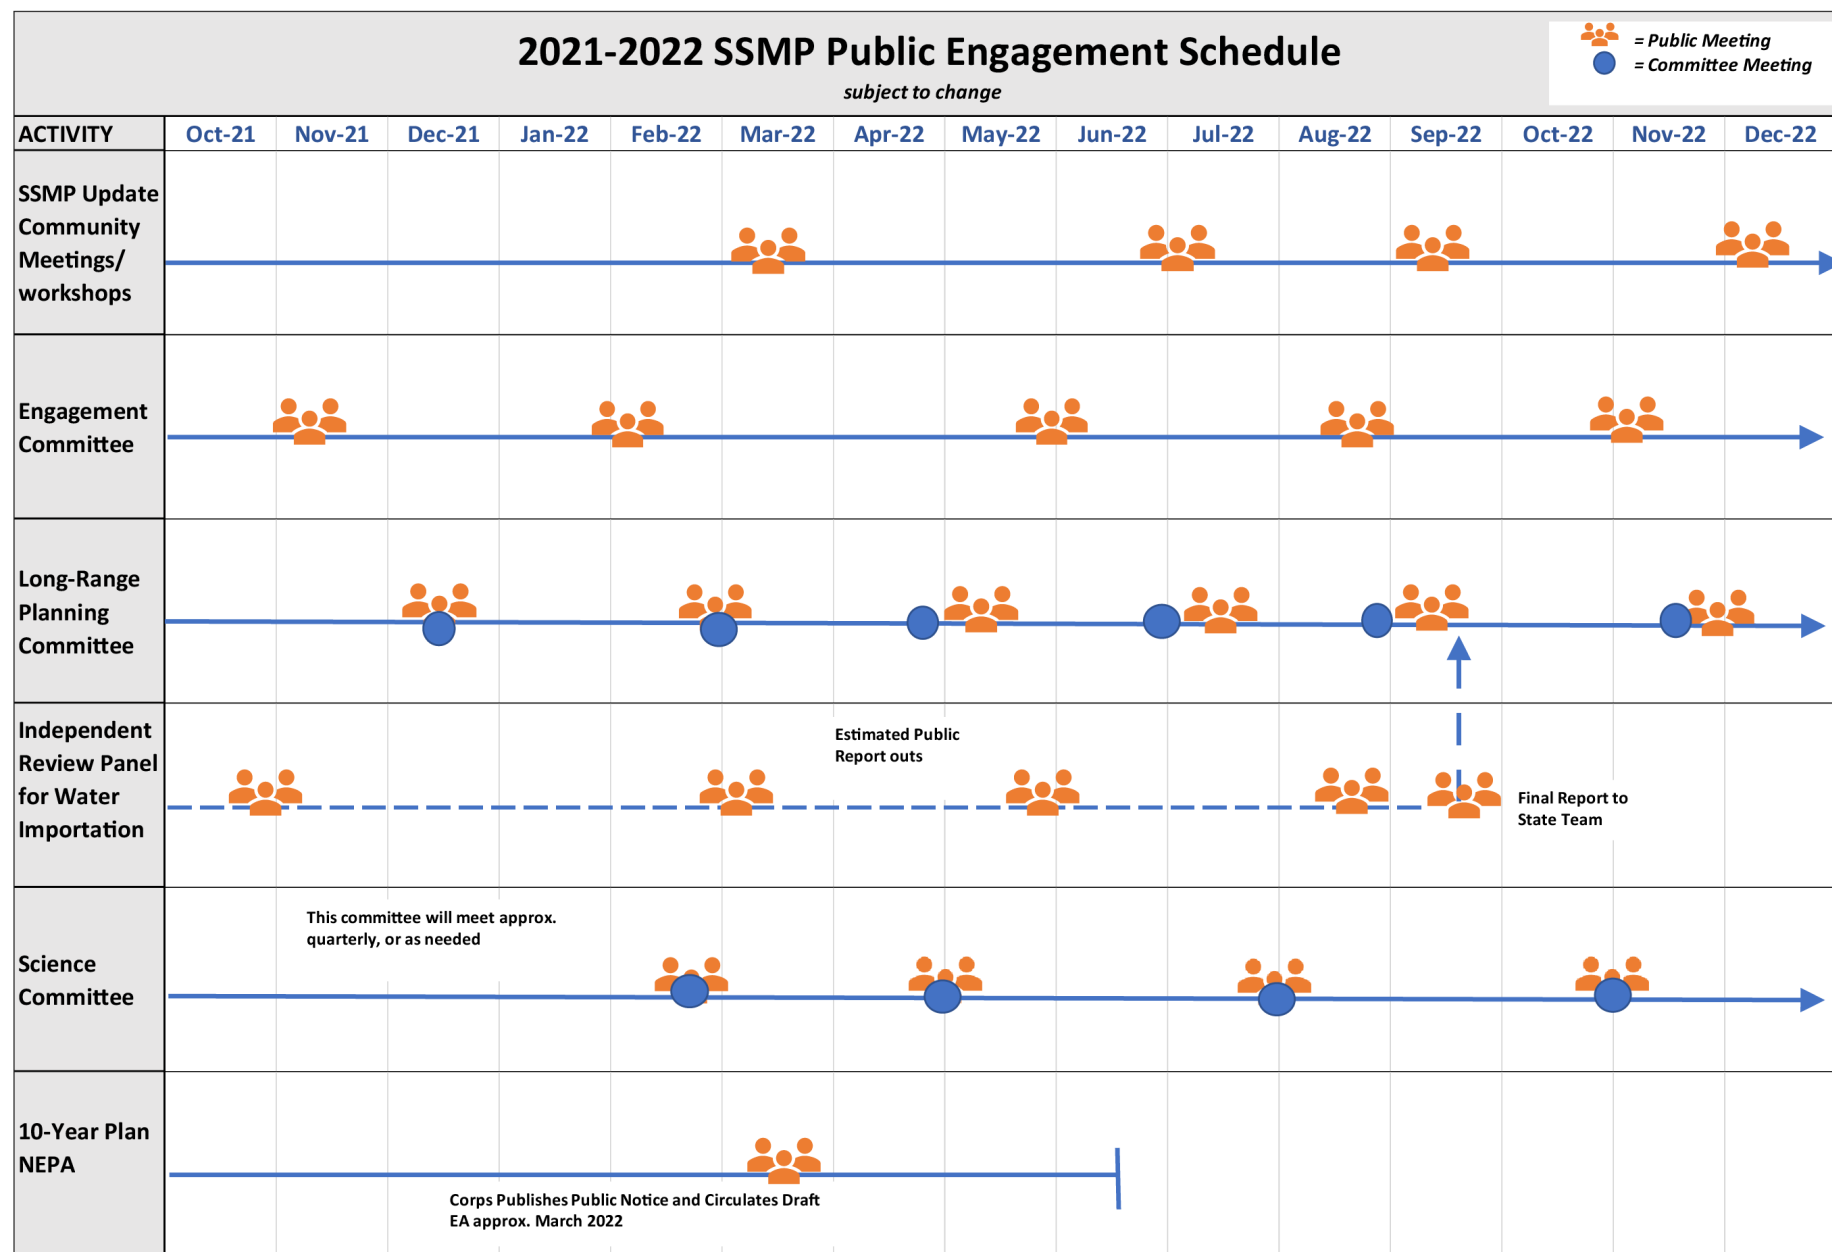 2021-2022 SSMP Public Engagement Schedule
subject to change
= Public Meeting
= Committee Meeting
ACTIVITY Oct-21 Nov-21 Dec-21 Jan-22 Feb-22 Mar-22 Apr-22 May-22 Jun-22 Jul-22 Aug-22 Sep-22 Oct-22 Nov-22 Dec-22
SSMP Update
Community
Meetings/
workshops
Engagement
Committee
Long-Range
Planning
Committee
Independent
Review Panel
for Water
Importation
Estimated Public
Report outs
Final Report to
State Team
Science
Committee
This committee will meet approx.
quarterly, or as needed
10-Year Plan
NEPA
Corps Publishes Public Notice and Circulates Draft
EA approx. March 2022